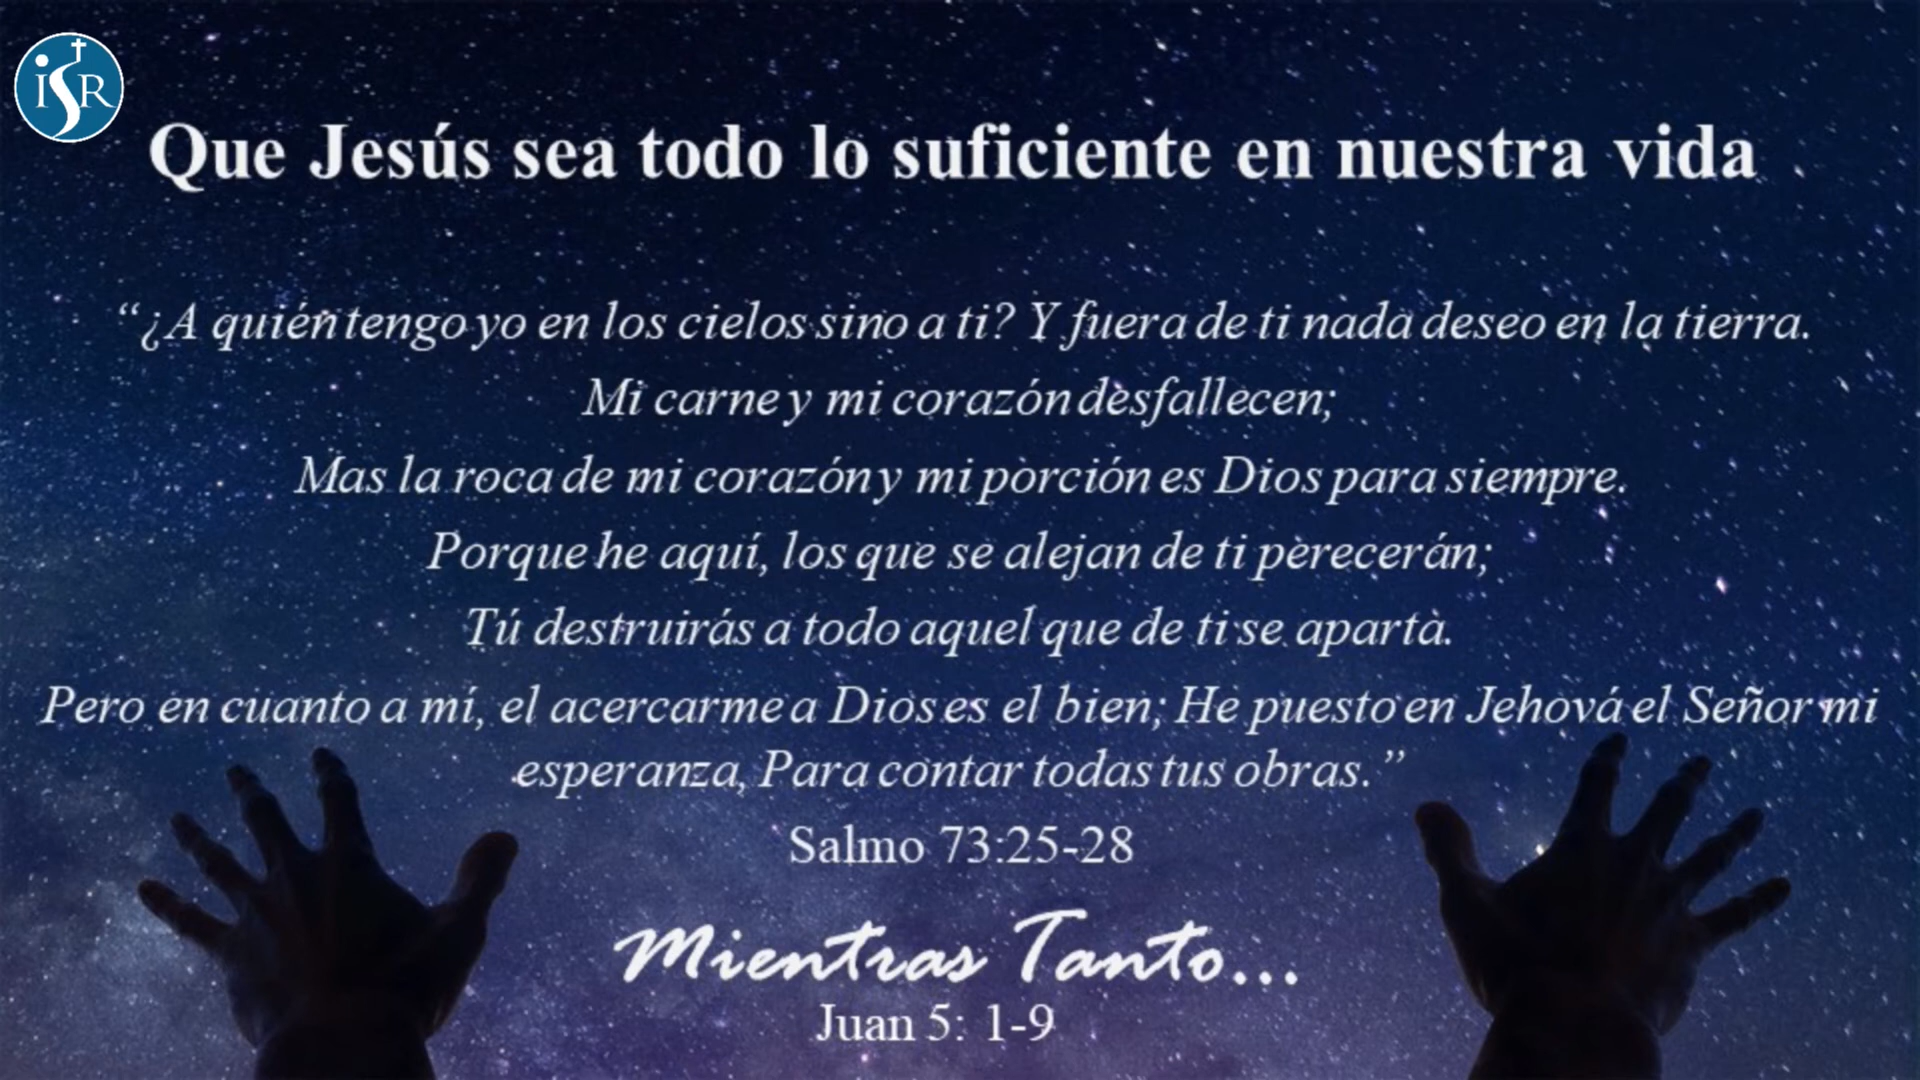 ISR
Que Jesús sea todo lo suficiente en nuestra vida
“¿A quién tengo yo en los cielos sino a ti? Y fuera de ti nada deseo en la tierra.
Mi carne y mi corazón desfallecen;
Mas la roca de mi corazón y mi porción es Dios para siempre.
Porque he aquí, los que se alejan de ti perecerán;
Tú destruirás a todo aquel que de ti se aparta.
Pero en cuanto a mí, el acercarme a Dios es el bien; He puesto en Jehová el Señor mi
esperanza, Para contar todas tus obras.”
Salmo 73:25-28
Mientras Tanto...
Juan 5: 1-9